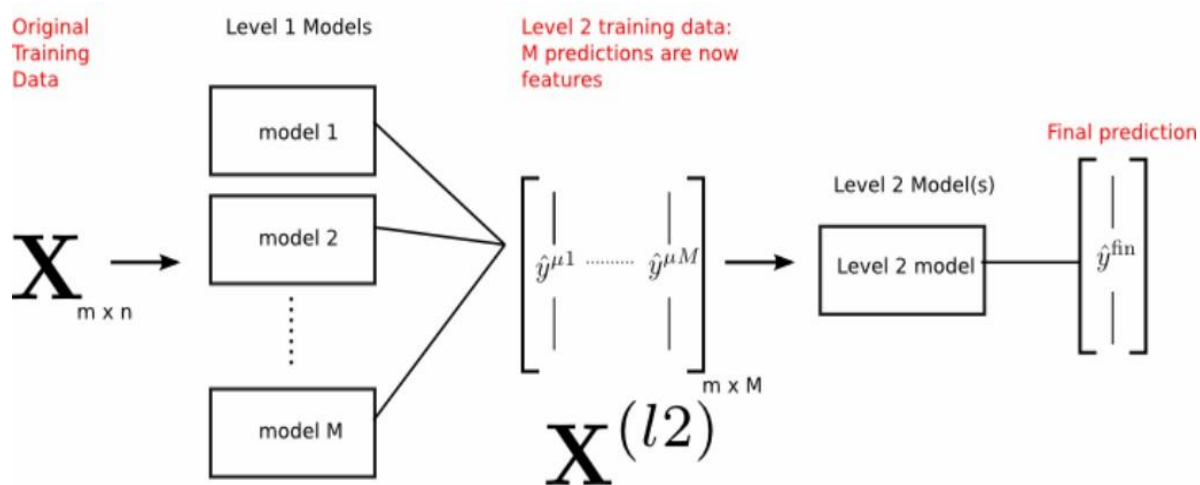 Original
Training
Data
Level 1 Models
Level 2 training data:
M predictions are now
features
model 1
model 2
model M
X
m x n
ŷ^{μ1} ......... ŷ^{μM}
m x M
X^{(l2)}
Level 2 Model(s)
Level 2 model
Final prediction
ŷ^{fin}